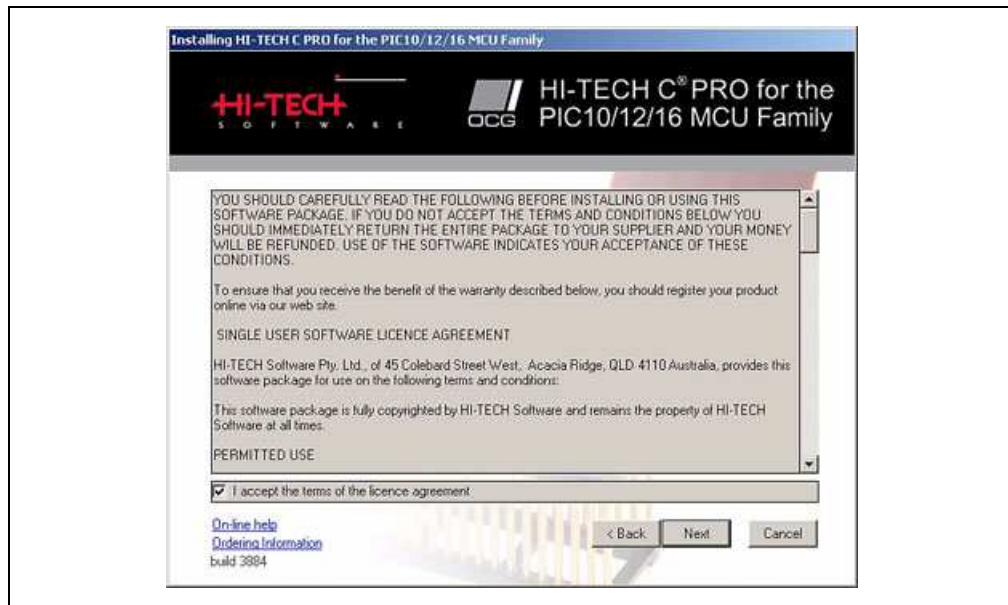 Installing HI-TECH C PRO for the PIC10/12/16 MCU Family
HI-TECH
SOFTWARE
OCG
HI-TECH C® PRO for the
PIC10/12/16 MCU Family
YOU SHOULD CAREFULLY READ THE FOLLOWING BEFORE INSTALLING OR USING THIS
SOFTWARE PACKAGE. IF YOU DO NOT ACCEPT THE TERMS AND CONDITIONS BELOW YOU
SHOULD IMMEDIATELY RETURN THE ENTIRE PACKAGE TO YOUR SUPPLIER AND YOUR MONEY
WILL BE REFUNDED. USE OF THE SOFTWARE INDICATES YOUR ACCEPTANCE OF THESE
CONDITIONS.
To ensure that you receive the benefit of the warranty described below, you should register your product
online via our web site.
SINGLE USER SOFTWARE LICENCE AGREEMENT
HI-TECH Software Pty. Ltd., of 45 Colebard Street West, Acacia Ridge, QLD 4110 Australia, provides this
software package for use on the following terms and conditions:
This software package is fully copyrighted by HI-TECH Software and remains the property of HI-TECH
Software at all times.
PERMITTED USE
I accept the terms of the licence agreement
On-line help
Ordering Information
build 3884
< Back
Next
Cancel